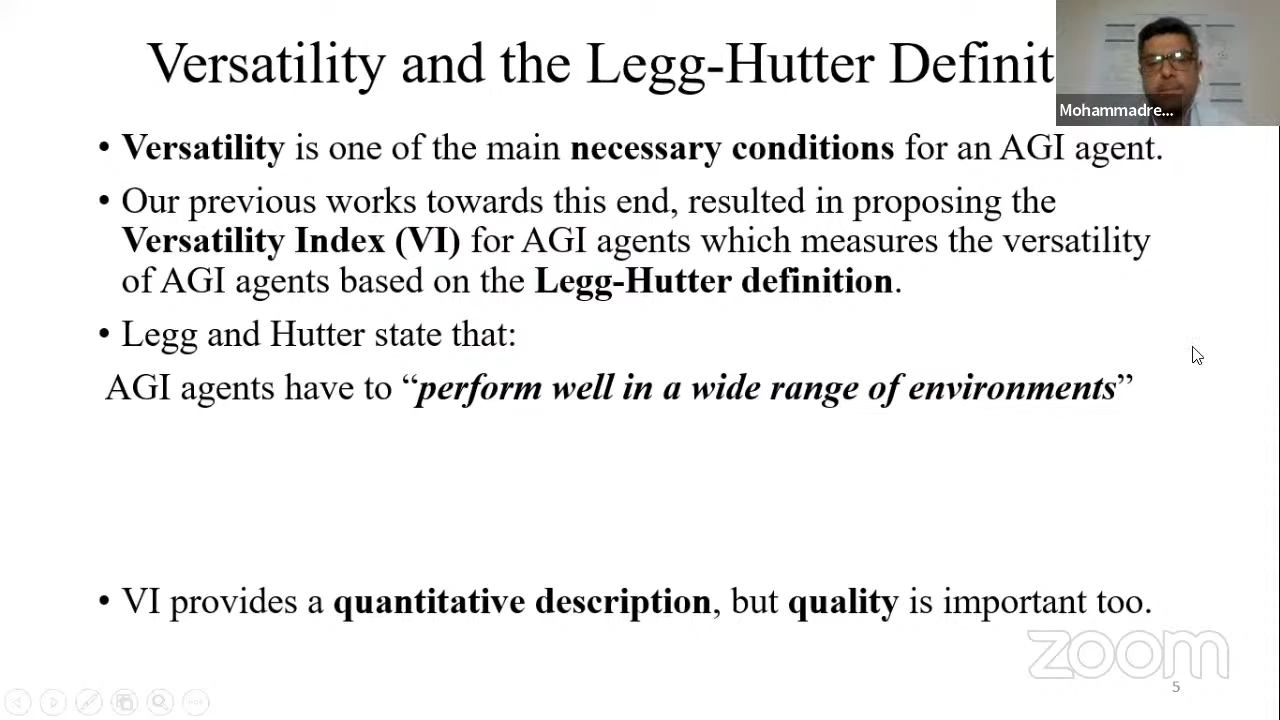 Versatility and the Legg-Hutter Definit
Mohammadre...
• Versatility is one of the main necessary conditions for an AGI agent.
• Our previous works towards this end, resulted in proposing the
Versatility Index (VI) for AGI agents which measures the versatility
of AGI agents based on the Legg-Hutter definition.
• Legg and Hutter state that:
AGI agents have to “perform well in a wide range of environments”
• VI provides a quantitative description, but quality is important too.
zoom
5